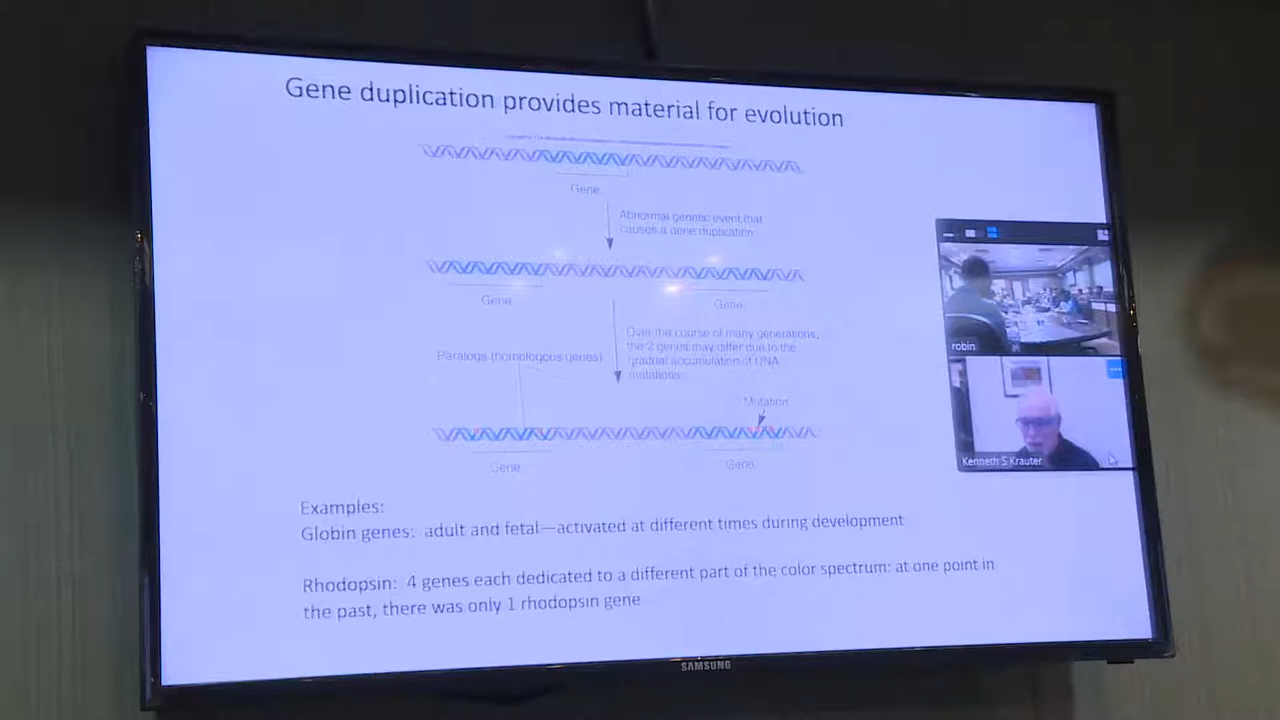 Gene duplication provides material for evolution
Gene
Abnormal genetic event that
causes a gene duplication
Gene
Gene
Over the course of many generations,
the 2 genes may differ due to the
gradual accumulation of DNA
mutations.
Paralogs (homologous genes)
Mutation
Gene
Gene
robin
Kenneth S Krauter
Examples:
Globin genes: adult and fetal—activated at different times during development
Rhodopsin: 4 genes each dedicated to a different part of the color spectrum: at one point in
the past, there was only 1 rhodopsin gene
SAMSUNG